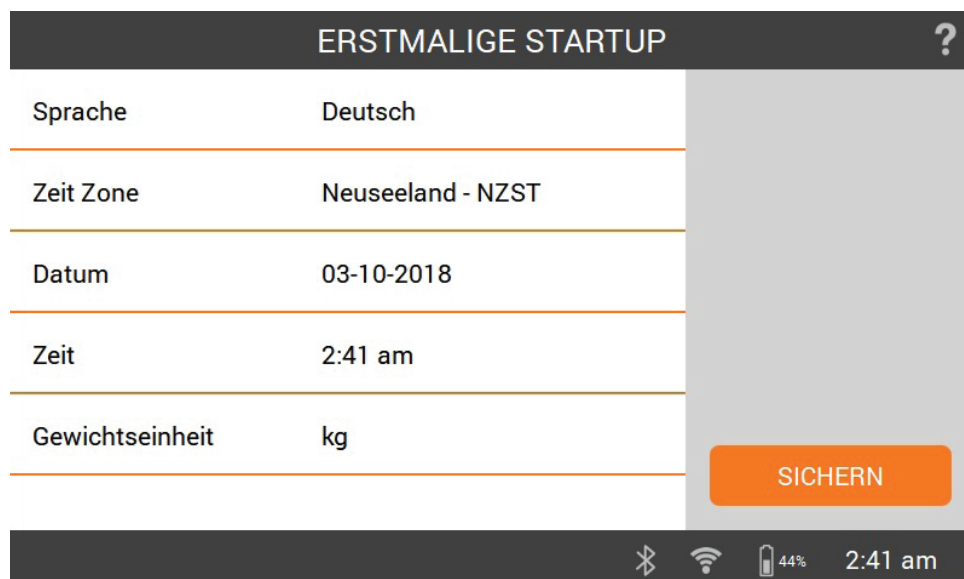 ERSTMALIGE STARTUP ?
Sprache Deutsch
Zeit Zone Neuseeland - NZST
Datum 03-10-2018
Zeit 2:41 am
Gewichtseinheit kg
SICHERN
44% 2:41 am